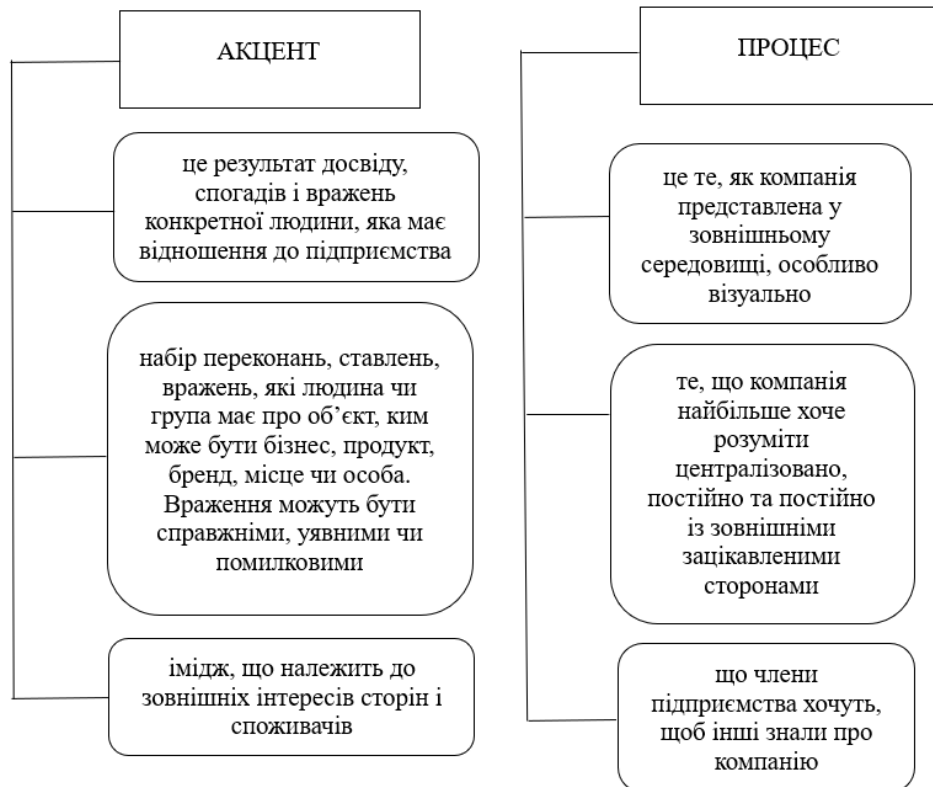 АКЦЕНТ
це результат досвіду,
спогадів і вражень
конкретної людини, яка має
відношення до підприємства
набір переконань, ставлень,
вражень, які людина чи
група має про об’єкт, ким
може бути бізнес, продукт,
бренд, місце чи особа.
Враження можуть бути
справжніми, уявними чи
помилковими
імідж, що належить до
зовнішніх інтересів сторін і
споживачів
ПРОЦЕС
це те, як компанія
представлена у
зовнішньому
середовищі, особливо
візуально
те, що компанія
найбільше хоче
розуміти
централізовано,
постійно та постійно
із зовнішніми
зацікавленими
сторонами
що члени
підприємства хочуть,
щоб інші знали про
компанію